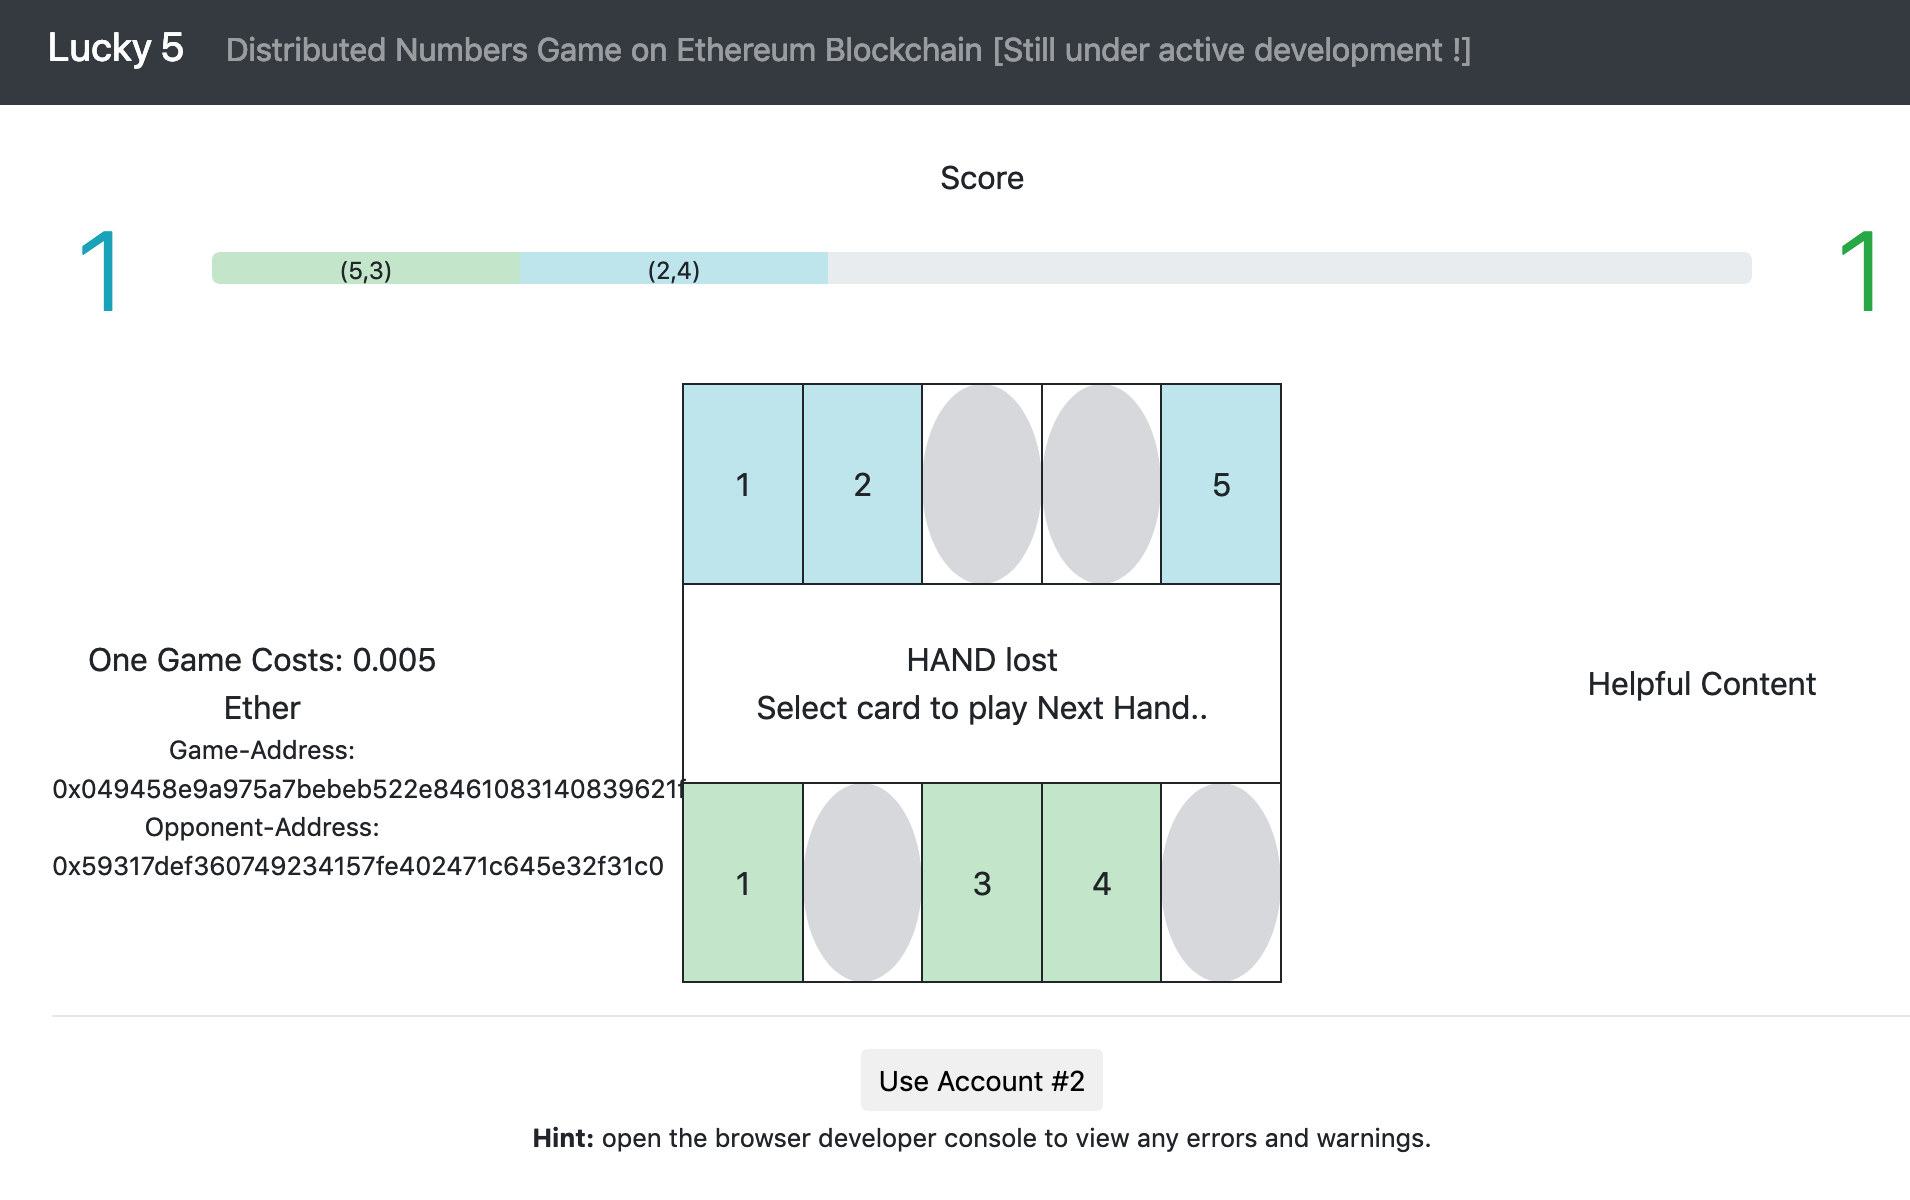 Lucky 5 Distributed Numbers Game on Ethereum Blockchain [Still under active development !]
Score
1 (5,3) (2,4) 1
1 2 5
HAND lost
Select card to play Next Hand..
One Game Costs: 0.005
Ether
Game-Address:
0x049458e9a975a7bebeb522e8461083140839621f
Opponent-Address:
0x59317def360749234157fe402471c645e32f31c0
Helpful Content
1 3 4
Use Account #2
Hint: open the browser developer console to view any errors and warnings.